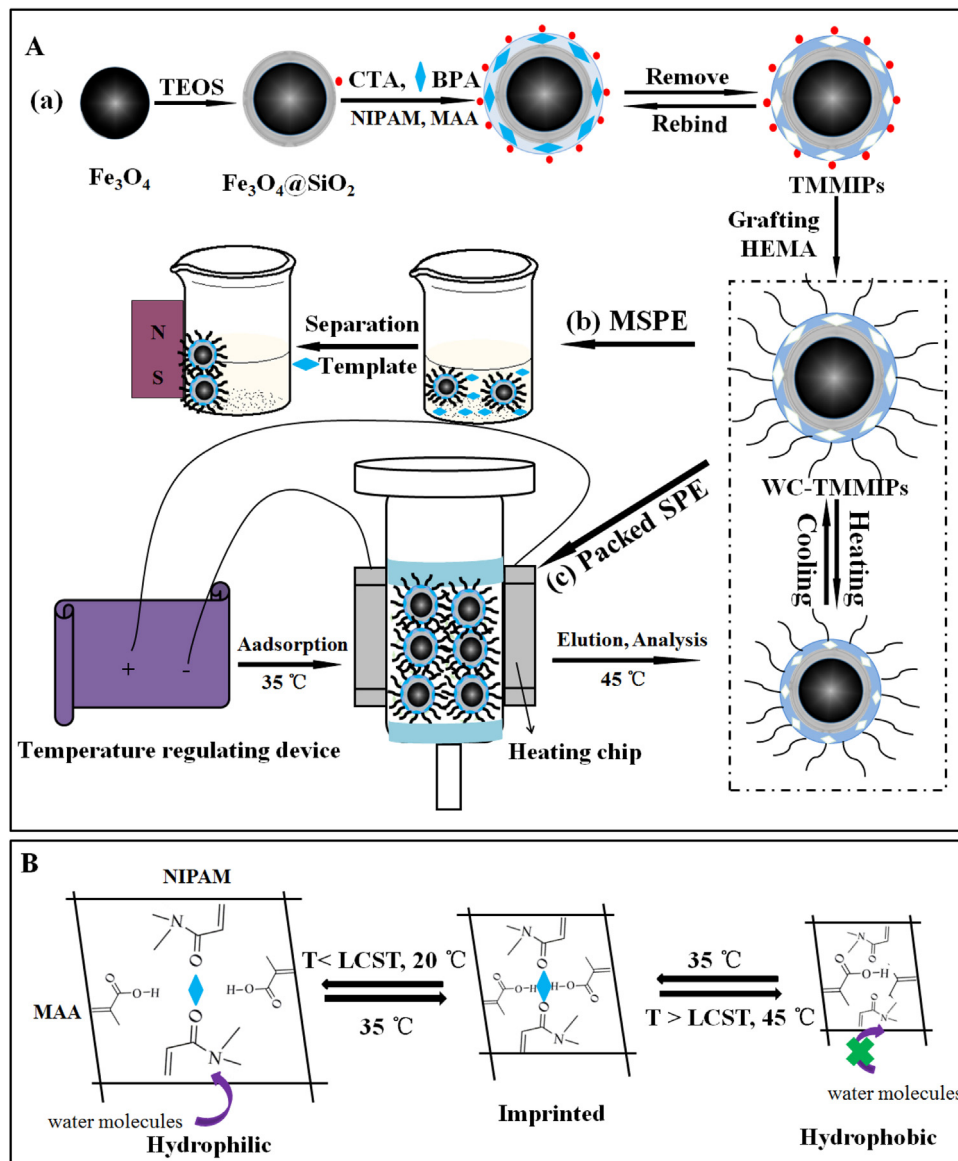 A
(a)
TEOS
CTA, BPA
NIPAM, MAA
Remove
Rebind
Fe₃O₄
Fe₃O₄@SiO₂
TMMIPs
Grafting
HEMA
N
S
Separation
Template
(b) MSPE
WC-TMMIPs
Cooling
Heating
(c) Packed SPE
+
-
Aadsorption
35 ℃
Elution, Analysis
45 ℃
Temperature regulating device
Heating chip
B
NIPAM
N
O
MAA
O
O-H
H-O
O
O
N
water molecules
Hydrophilic
T< LCST, 20 ℃
35 ℃
N
O
O
O-H
H-O
O
O
N
Imprinted
35 ℃
T > LCST, 45 ℃
N
O
O
O-H
O
N
water molecules
Hydrophobic